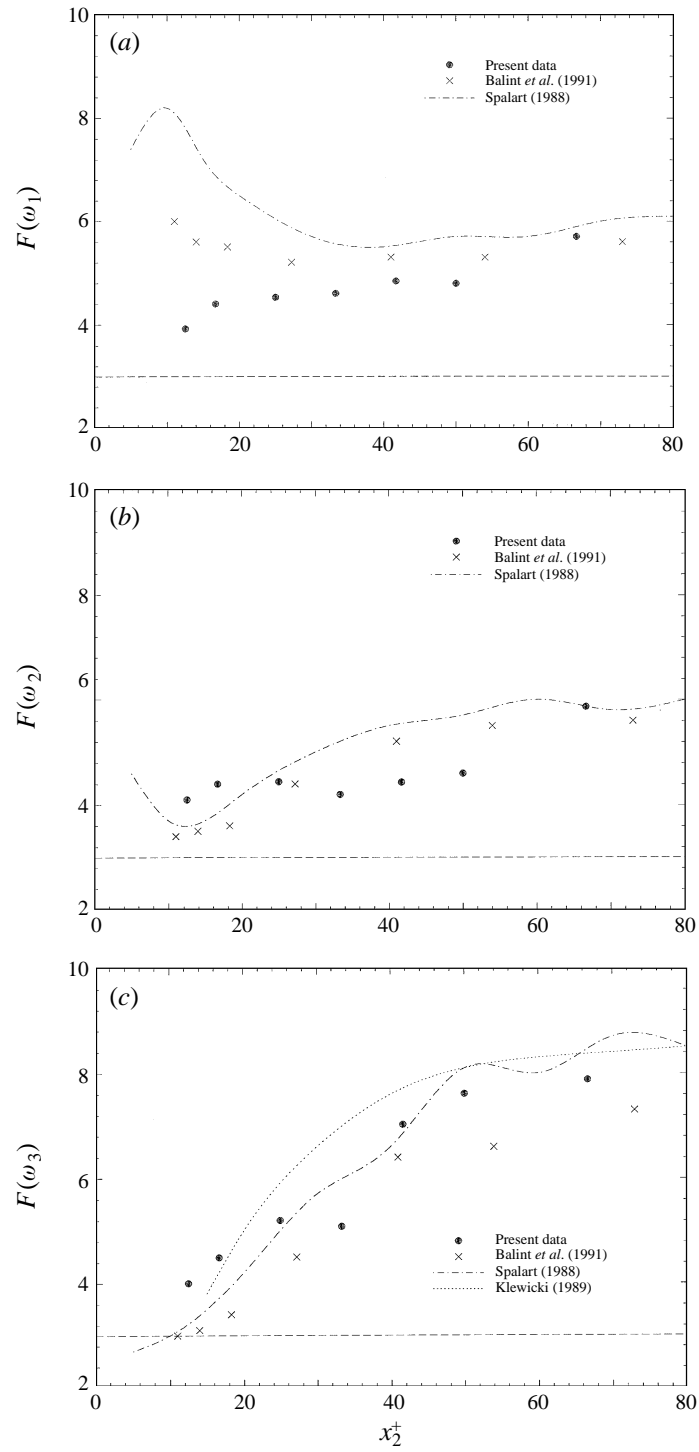 10
(a)
Present data
Balint et al. (1991)
Spalart (1988)
8
F(ω1)
6
4
2
0
20
40
60
80
10
(b)
Present data
Balint et al. (1991)
Spalart (1988)
8
F(ω2)
6
4
2
0
20
40
60
80
10
(c)
8
F(ω3)
6
Present data
Balint et al. (1991)
Spalart (1988)
Klewicki (1989)
4
2
0
20
40
60
80
x2+